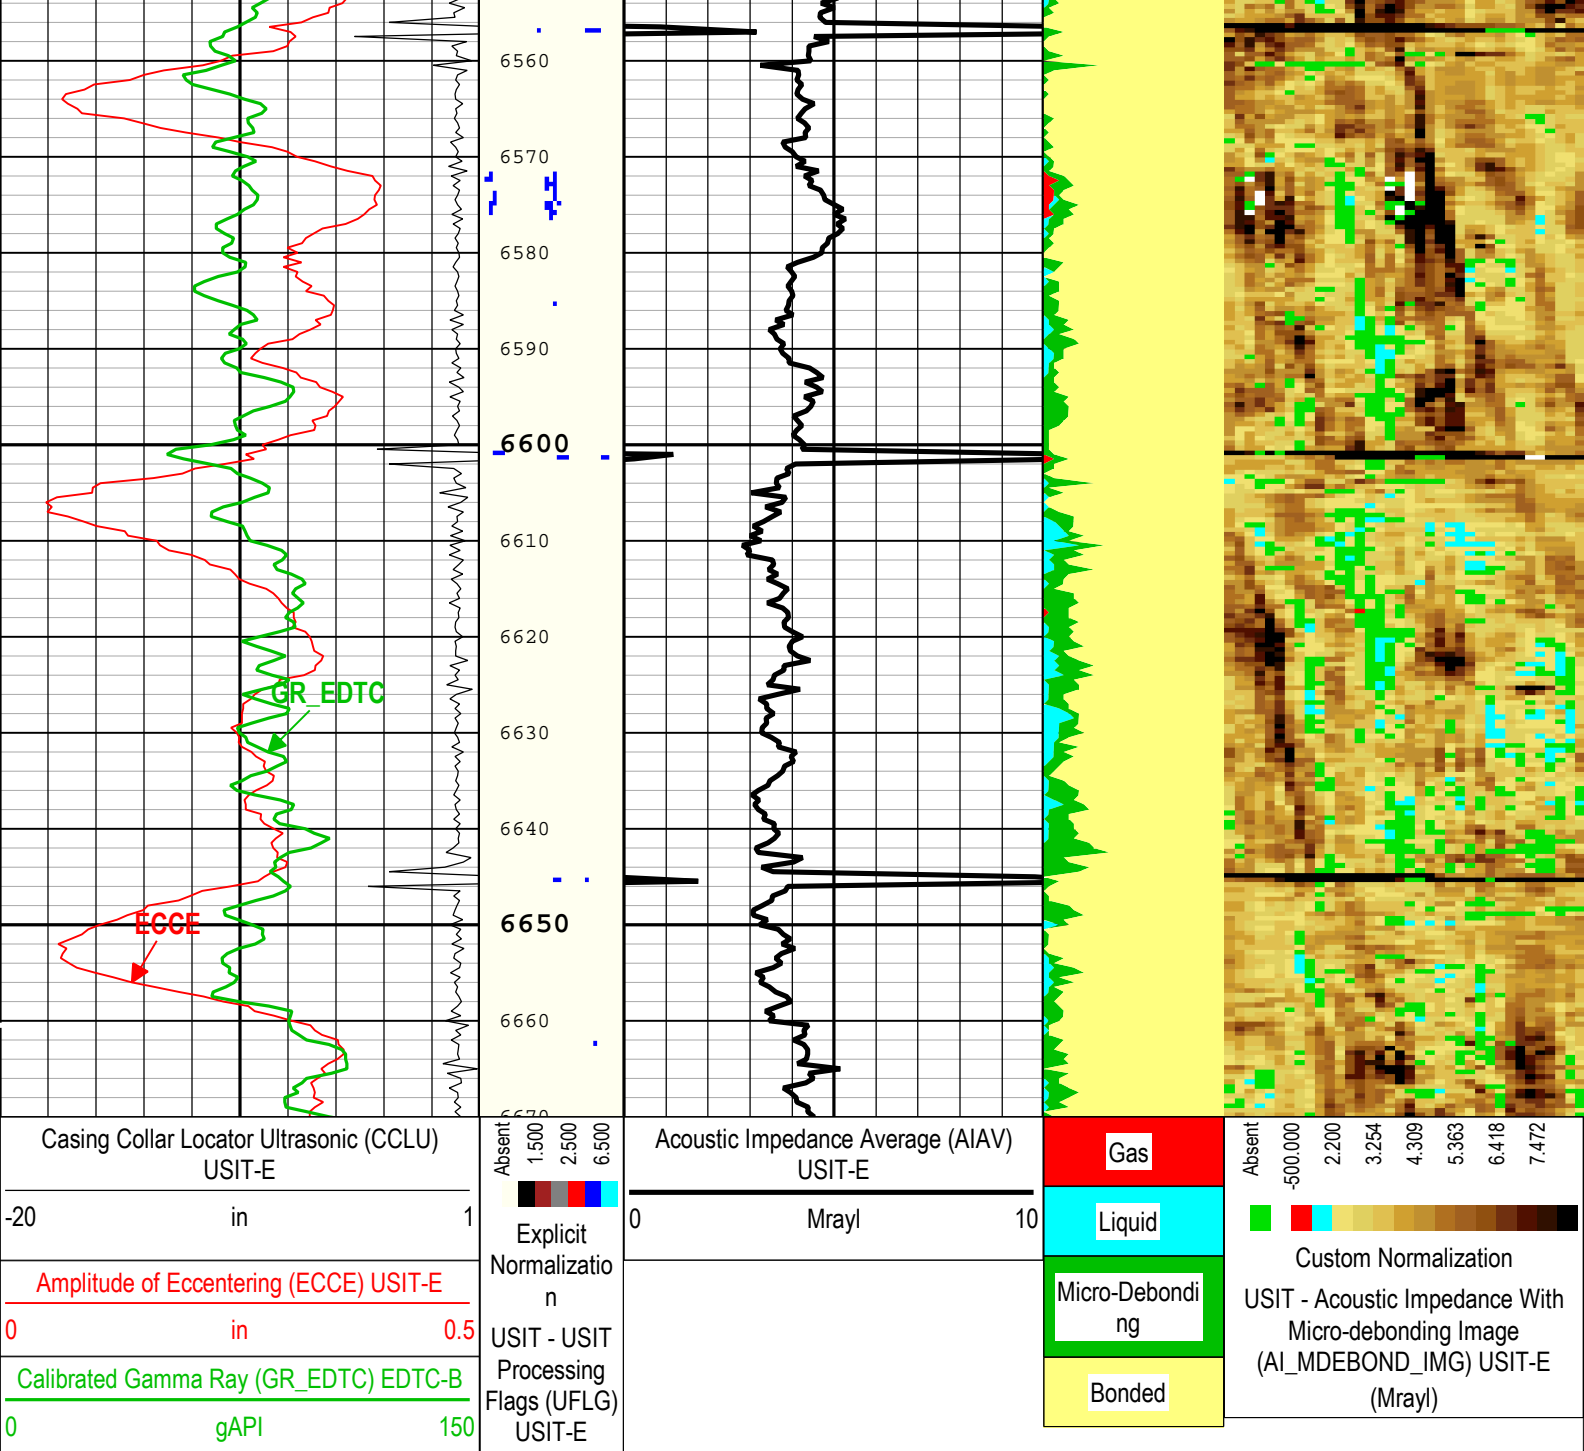 6560
6570
6580
6590
6600
6610
6620
GR_EDTC
6630
6640
ECCE
6650
6660
6670
Casing Collar Locator Ultrasonic (CCLU)
USIT-E
-20 in 1
Amplitude of Eccentering (ECCE) USIT-E
0 in 0.5
Calibrated Gamma Ray (GR_EDTC) EDTC-B
0 gAPI 150
Absent
1.500
2.500
6.500
Explicit
Normalizatio
n
USIT - USIT
Processing
Flags (UFLG)
USIT-E
Acoustic Impedance Average (AIAV)
USIT-E
0 Mrayl 10
Gas
Liquid
Micro-Debondi
ng
Bonded
Absent
-500.000
2.200
3.254
4.309
5.363
6.418
7.472
Custom Normalization
USIT - Acoustic Impedance With
Micro-debonding Image
(AI_MDEBOND_IMG) USIT-E
(Mrayl)